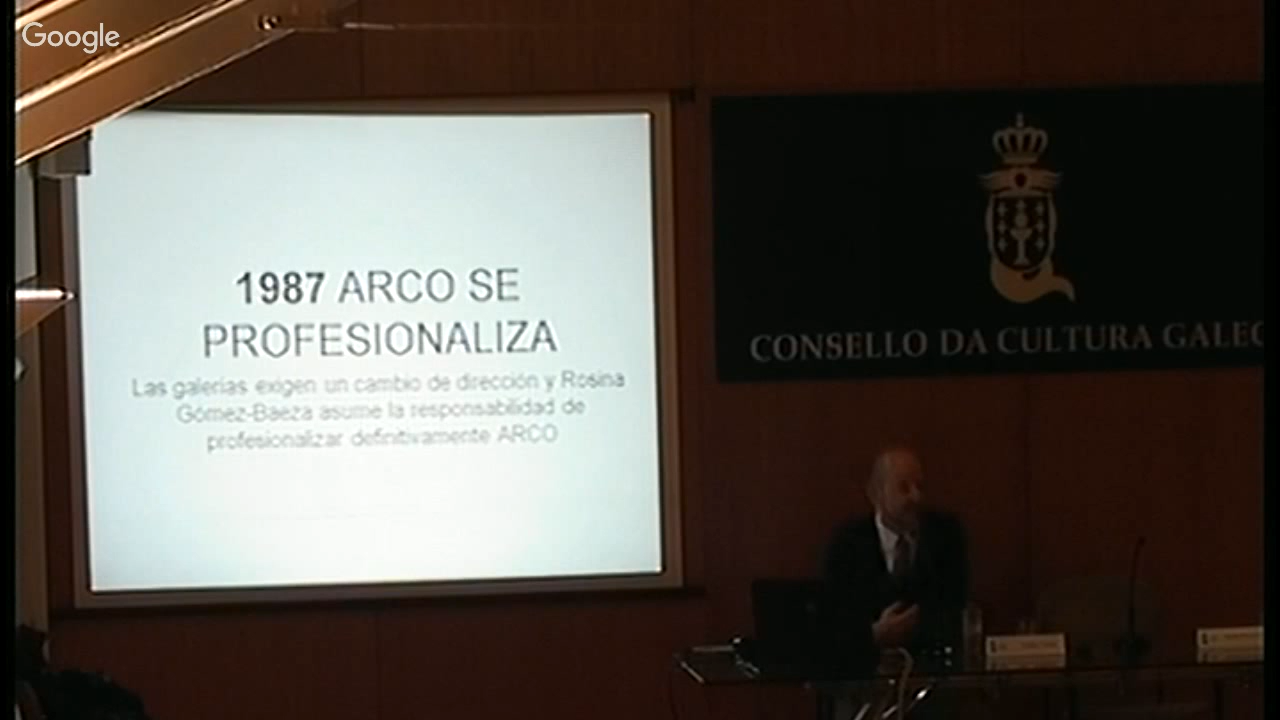 Google
1987 ARCO SE
PROFESIONALIZA
Las galerías exigen un cambio de dirección y Rosina
Gómez-Baeza asume la responsabilidad de
profesionalizar definitivamente ARCO
CONSELLO DA CULTURA GALEG